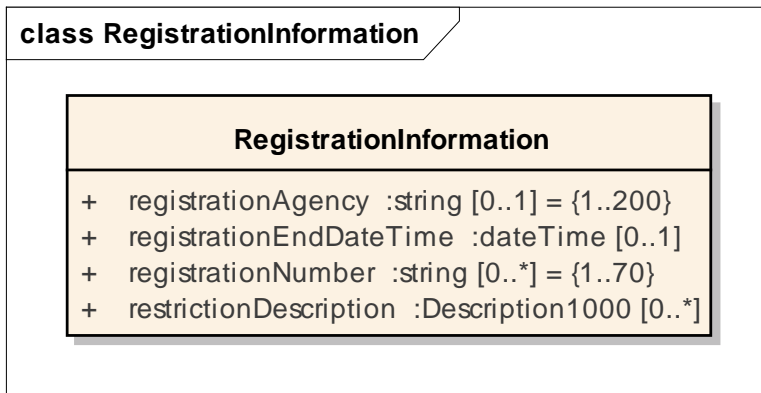 class RegistrationInformation
RegistrationInformation
+ registrationAgency :string [0..1] = {1..200}
+ registrationEndDateTime :dateTime [0..1]
+ registrationNumber :string [0..*] = {1..70}
+ restrictionDescription :Description1000 [0..*]